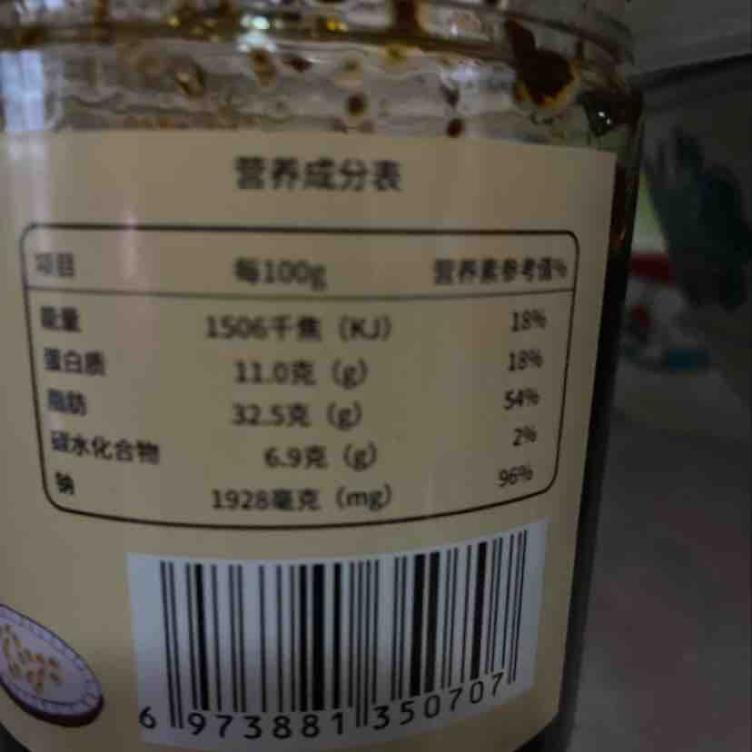 营养成分表
项目 每100g 营养素参考值%
能量 1506千焦（KJ） 18%
蛋白质 11.0克（g） 18%
脂肪 32.5克（g） 54%
碳水化合物 6.9克（g） 2%
钠 1928毫克（mg） 96%
6 973881 350707